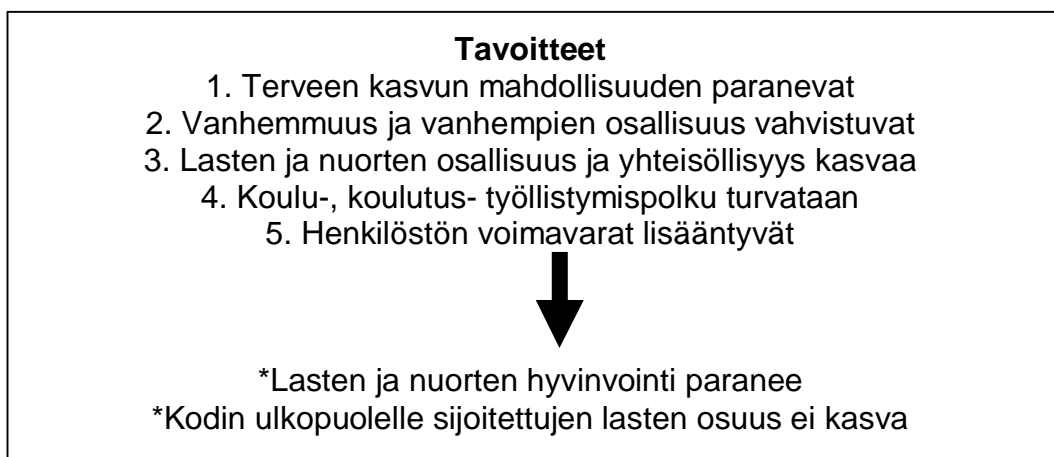 Tavoitteet
1. Terveen kasvun mahdollisuuden paranevat
2. Vanhemmuus ja vanhempien osallisuus vahvistuvat
3. Lasten ja nuorten osallisuus ja yhteisöllisyys kasvaa
4. Koulu-, koulutus- työllistymispolku turvataan
5. Henkilöstön voimavarat lisääntyvät
*Lasten ja nuorten hyvinvointi paranee
*Kodin ulkopuolelle sijoitettujen lasten osuus ei kasva